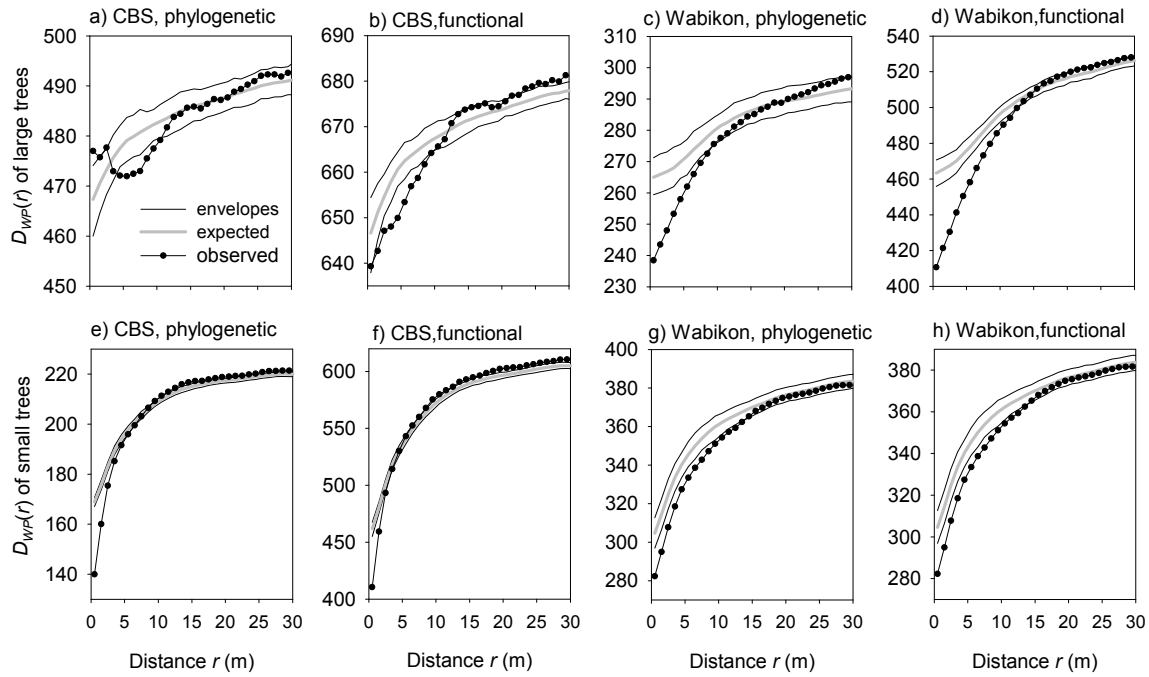 a) CBS, phylogenetic
b) CBS,functional
c) Wabikon, phylogenetic
d) Wabikon,functional
D_WP(r) of large trees
500
490
480
470
460
450
envelopes
expected
observed
690
680
670
660
650
640
310
300
290
280
270
260
250
240
230
540
520
500
480
460
440
420
400
e) CBS, phylogenetic
f) CBS,functional
g) Wabikon, phylogenetic
h) Wabikon,functional
D_WP(r) of small trees
220
200
180
160
140
600
550
500
450
400
400
380
360
340
320
300
280
380
360
340
320
300
280
0 5 10 15 20 25 30
0 5 10 15 20 25 30
0 5 10 15 20 25 30
0 5 10 15 20 25 30
Distance r (m)
Distance r (m)
Distance r (m)
Distance r (m)